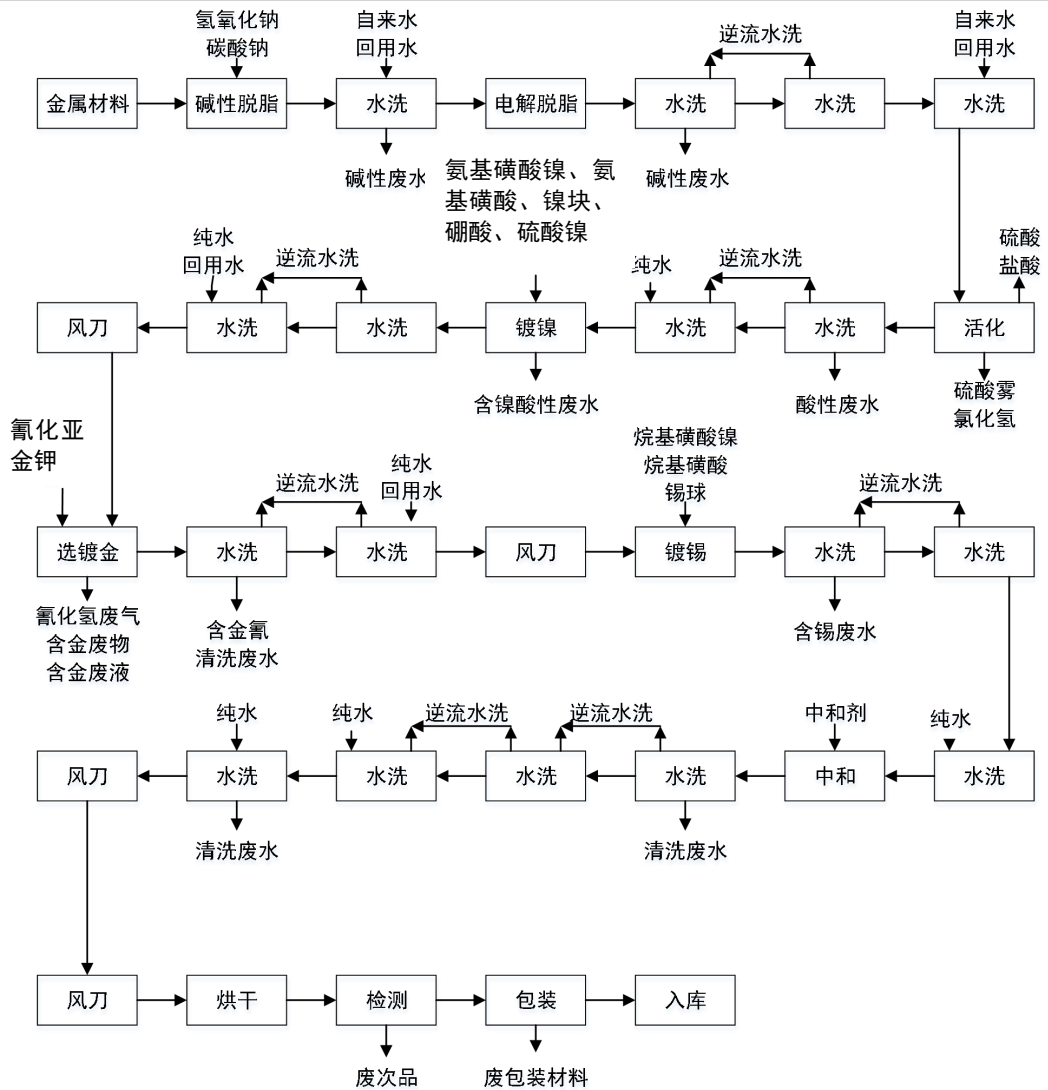 氢氧化钠
碳酸钠
自来水
回用水
逆流水洗
自来水
回用水
金属材料
碱性脱脂
水洗
电解脱脂
水洗
水洗
水洗
碱性废水
氨基磺酸镍、氨
基磺酸、镍块、
硼酸、硫酸镍
碱性废水
纯水
回用水
逆流水洗
纯水
逆流水洗
硫酸
盐酸
风刀
水洗
水洗
镀镍
水洗
水洗
活化
含镍酸性废水
酸性废水
硫酸雾
氯化氢
氰化亚
金钾
逆流水洗
纯水
回用水
烷基磺酸镍
烷基磺酸
锡球
逆流水洗
选镀金
水洗
水洗
风刀
镀锡
水洗
水洗
氰化氢废气
含金废物
含金废液
含金氰
清洗废水
含锡废水
纯水
纯水
逆流水洗
逆流水洗
中和剂
纯水
风刀
水洗
水洗
水洗
水洗
中和
水洗
清洗废水
清洗废水
风刀
烘干
检测
包装
入库
废次品
废包装材料